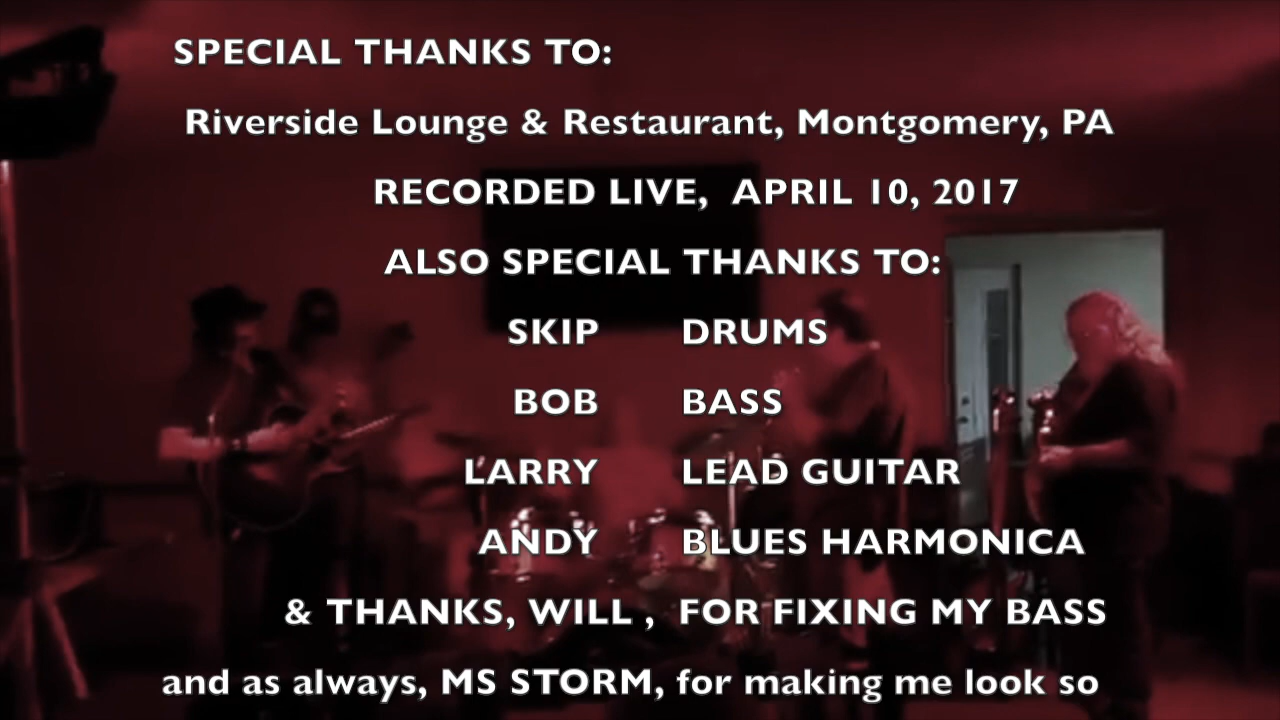 SPECIAL THANKS TO:
Riverside Lounge & Restaurant, Montgomery, PA
RECORDED LIVE, APRIL 10, 2017
ALSO SPECIAL THANKS TO:
SKIP DRUMS
BOB BASS
LARRY LEAD GUITAR
ANDY BLUES HARMONICA
& THANKS, WILL , FOR FIXING MY BASS
and as always, MS STORM, for making me look so